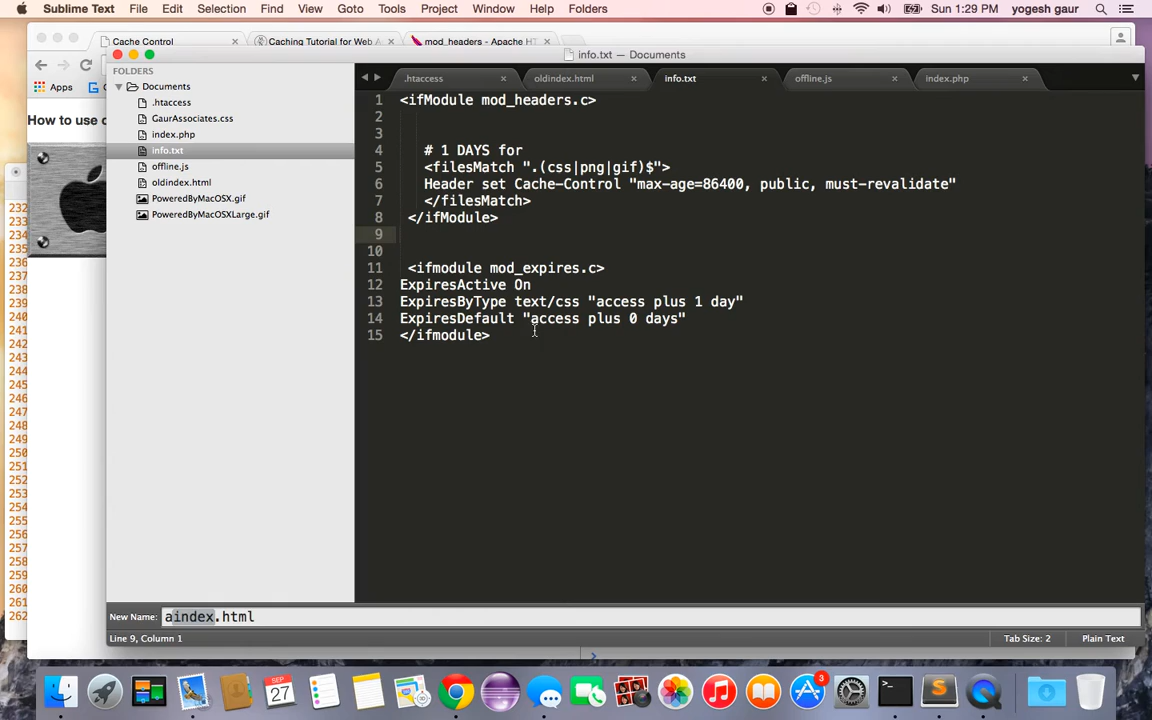 Sublime Text File Edit Selection Find View Goto Tools Project Window Help Folders Sun 1:29 PM yogesh gaur
Cache Control Caching Tutorial for Web A mod_headers - Apache HT
info.txt — Documents
Apps
How to use c
FOLDERS
Documents
.htaccess
GaurAssociates.css
index.php
info.txt
offline.js
oldindex.html
PoweredByMacOSX.gif
PoweredByMacOSXLarge.gif
.htaccess oldindex.html info.txt offline.js index.php
1 <ifModule mod_headers.c>
2
3
4 # 1 DAYS for
5 <filesMatch ".(css|png|gif)$">
6 Header set Cache-Control "max-age=86400, public, must-revalidate"
7 </filesMatch>
8 </ifModule>
9
10
11 <ifmodule mod_expires.c>
12 ExpiresActive On
13 ExpiresByType text/css "access plus 1 day"
14 ExpiresDefault "access plus 0 days"
15 </ifmodule>
232
233
234
235
236
237
238
239
240
241
242
243
244
245
246
247
248
249
250
251
252
253
254
255
256
257
258
259
260
261
262
New Name: aindex.html
Line 9, Column 1 Tab Size: 2 Plain Text
SEP
27
3